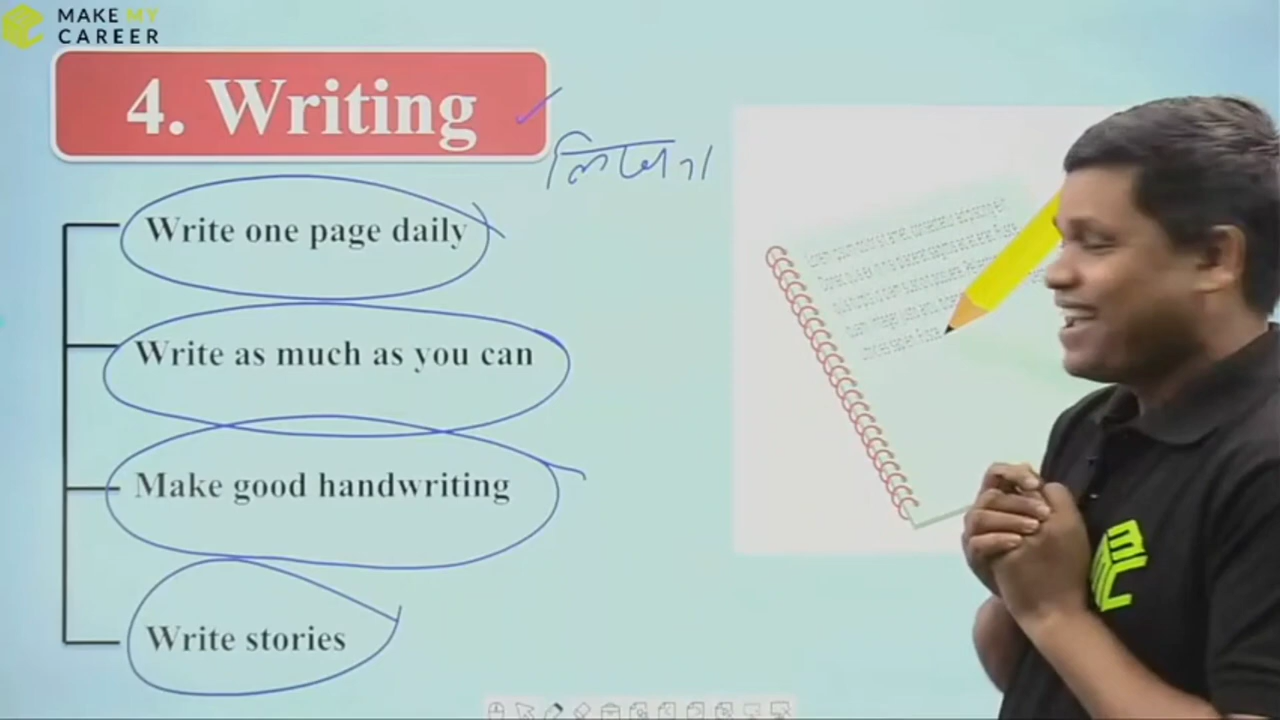 MAKE MY
CAREER
4. Writing
Write one page daily
Write as much as you can
Make good handwriting
Write stories